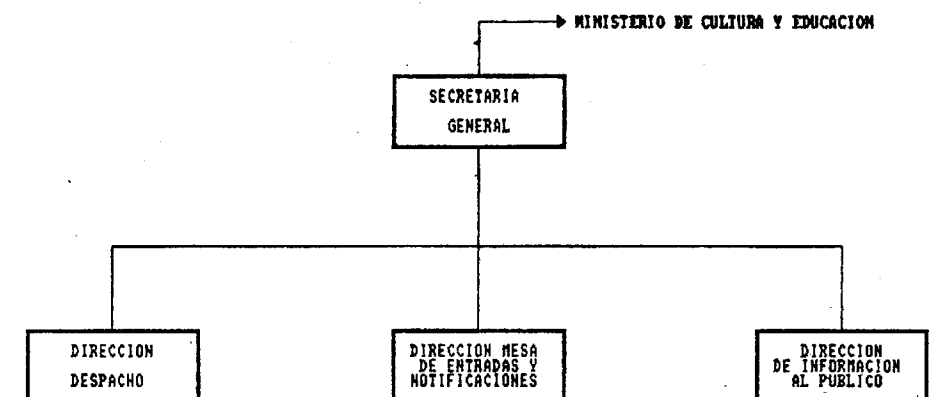 MINISTERIO DE CULTURA Y EDUCACION
SECRETARIA
GENERAL
DIRECCION
DESPACHO
DIRECCION MESA
DE ENTRADAS Y
NOTIFICACIONES
DIRECCION
DE INFORMACION
AL PUBLICO